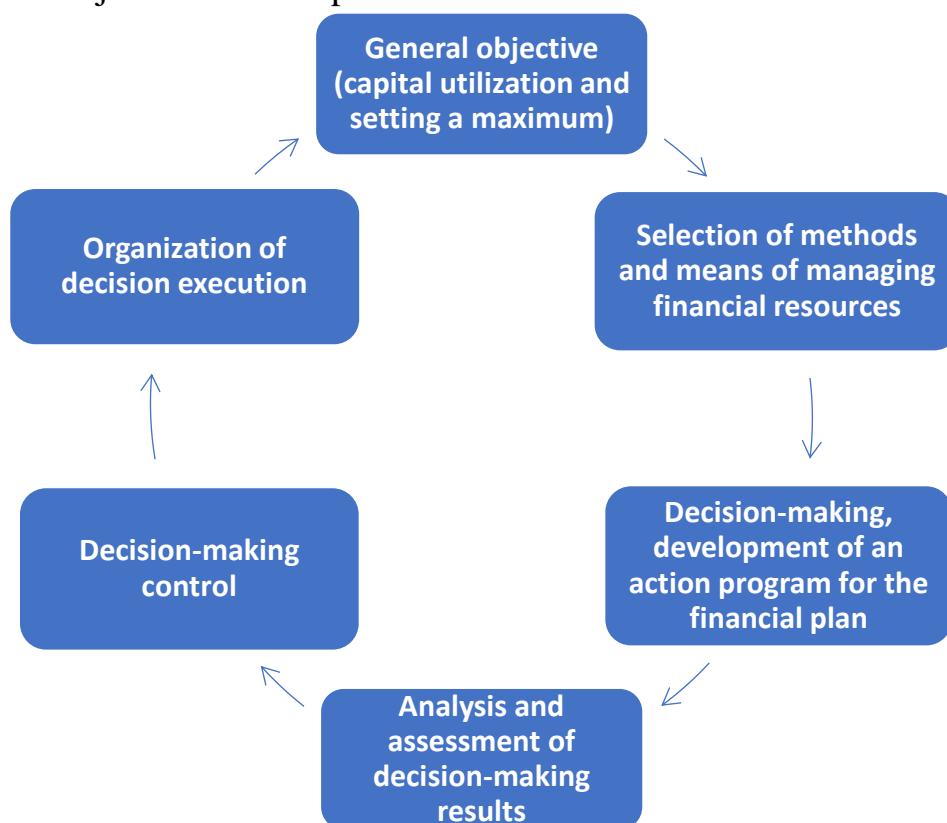 General objective
(capital utilization and
setting a maximum)
Selection of methods
and means of managing
financial resources
Decision-making,
development of an
action program for the
financial plan
Analysis and
assessment of
decision-making
results
Decision-making
control
Organization of
decision execution